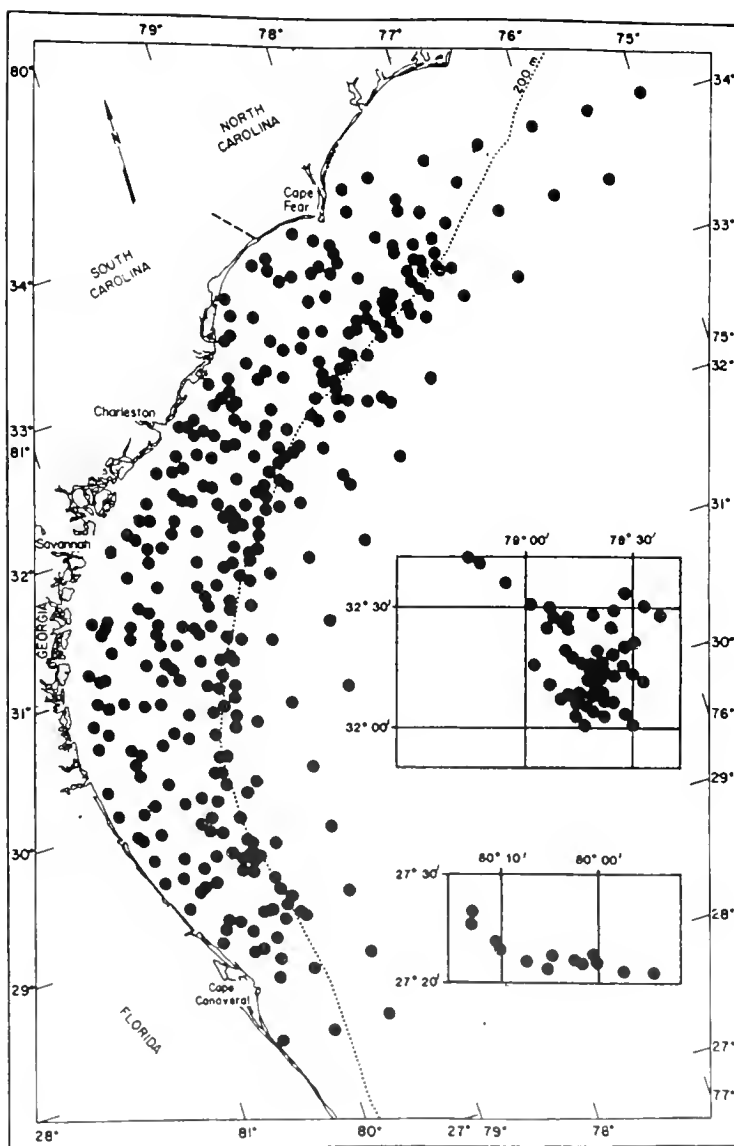 79° 78° 77° 76° 75°
80°
34°
200 m
N
NORTH
CAROLINA
Cape
Fear
33°
SOUTH
CAROLINA
34°
75°
32°
Charleston
33°
81°
31°
Savannah
79° 00' 78° 30'
32°
32° 30'
GEORGIA
30°
31°
76°
32° 00'
29°
30°
80° 10' 80° 00'
27° 30'
28°
27° 20'
29°
Cape
Canaveral
FLORIDA
27°
77°
28° 81° 80° 27° 79° 78°